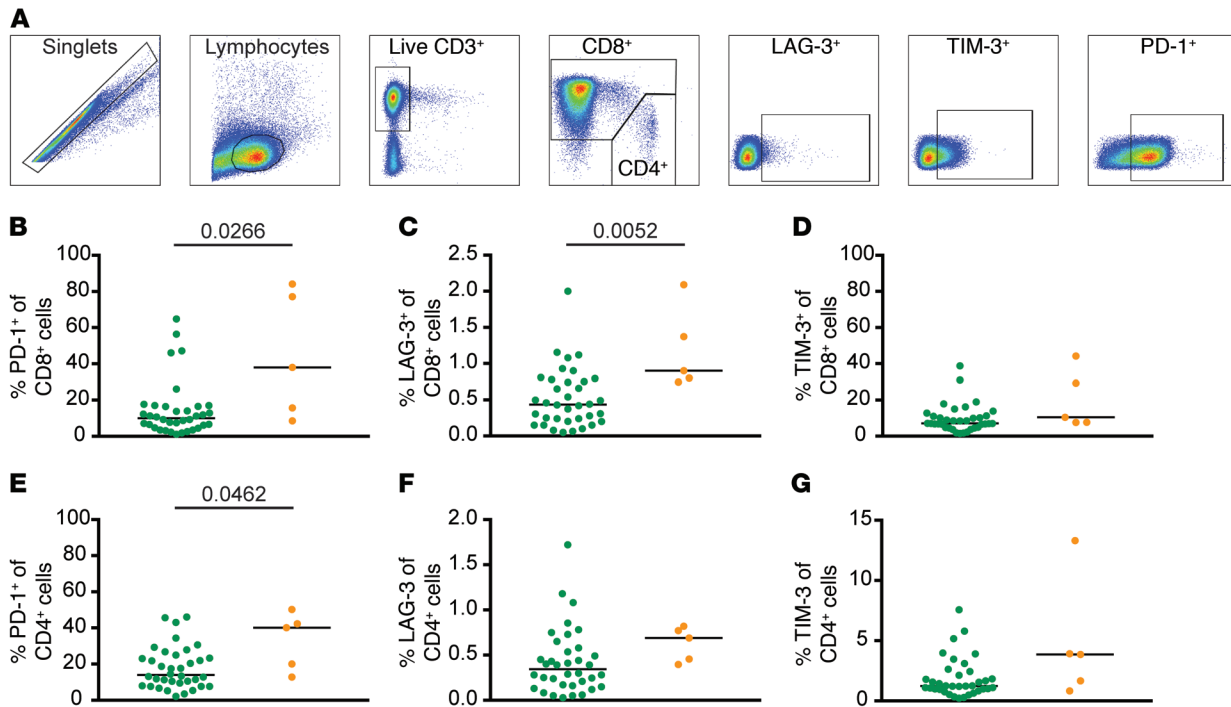 A
Singlets
Lymphocytes
Live CD3⁺
CD8⁺
CD4⁺
LAG-3⁺
TIM-3⁺
PD-1⁺
B
0.0266
% PD-1⁺ of
CD8⁺ cells
100
80
60
40
20
0
C
0.0052
% LAG-3⁺ of
CD8⁺ cells
2.5
2.0
1.5
1.0
0.5
0.0
D
% TIM-3⁺ of
CD8⁺ cells
100
80
60
40
20
0
E
0.0462
% PD-1⁺ of
CD4⁺ cells
100
80
60
40
20
0
F
% LAG-3 of
CD4⁺ cells
2.0
1.5
1.0
0.5
0.0
G
% TIM-3 of
CD4⁺ cells
15
10
5
0